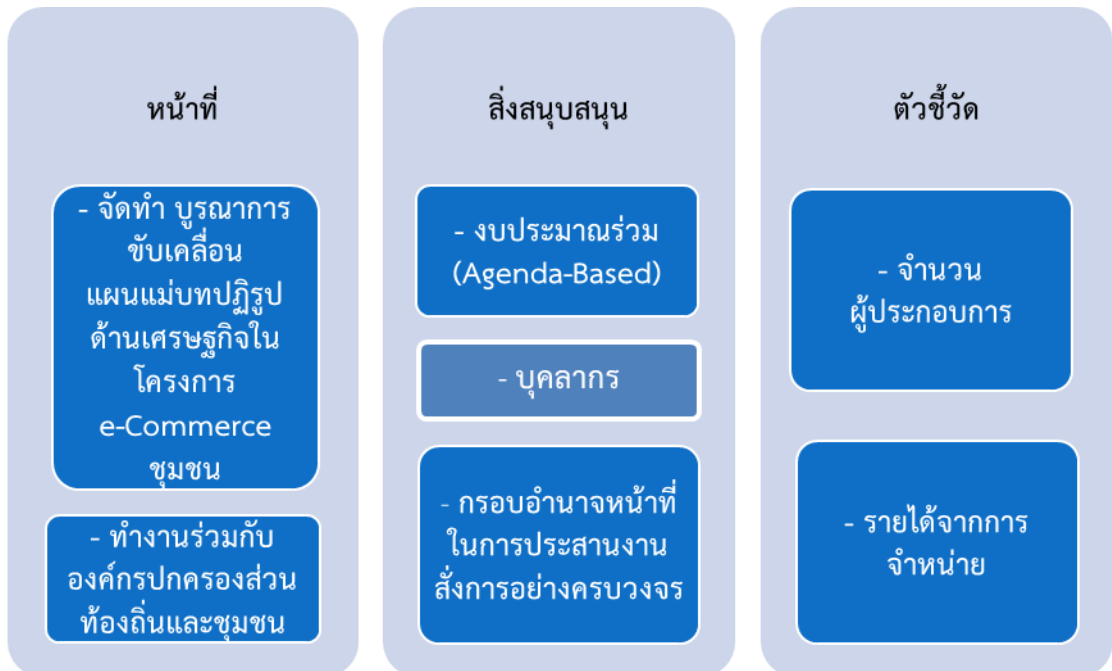 หน้าที่
- จัดทำ บูรณาการ
ขับเคลื่อน
แผนแม่บทปฏิรูป
ด้านเศรษฐกิจใน
โครงการ
e-Commerce
ชุมชน
- ทำงานร่วมกับ
องค์กรปกครองส่วน
ท้องถิ่นและชุมชน
สิ่งสนุบสนุน
- งบประมาณร่วม
(Agenda-Based)
- บุคลากร
- กรอบอำนาจหน้าที่
ในการประสานงาน
สั่งการอย่างครบวงจร
ตัวชี้วัด
- จำนวน
ผู้ประกอบการ
- รายได้จากการ
จำหน่าย